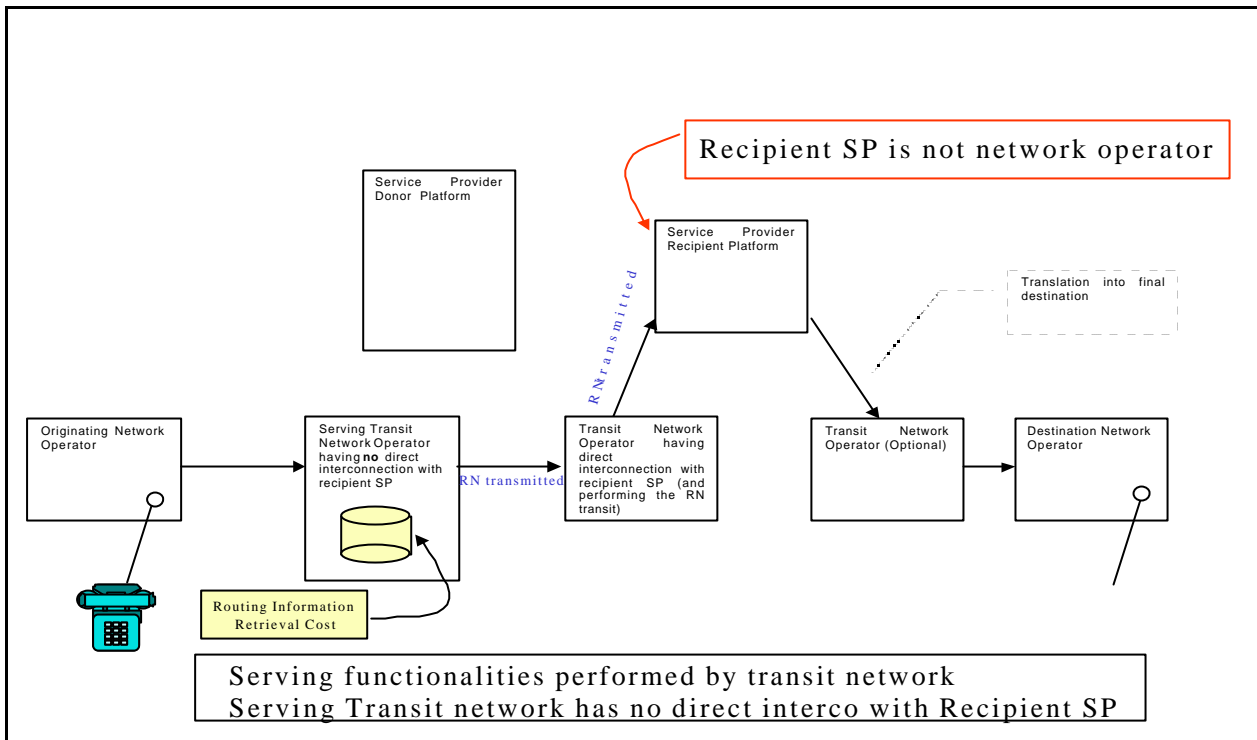 Recipient SP is not network operator
Service Provider
Donor Platform
Service Provider
Recipient Platform
RN transmitted
Translation into final
destination
Originating Network
Operator
Serving Transit
Network Operator
having no direct
interconnection with
recipient SP
RN transmitted
Transit Network
Operator having
direct
interconnection with
recipient SP (and
performing the RN
transit)
Transit Network
Operator (Optional)
Destination Network
Operator
Routing Information
Retrieval Cost
Serving functionalities performed by transit network
Serving Transit network has no direct interco with Recipient SP